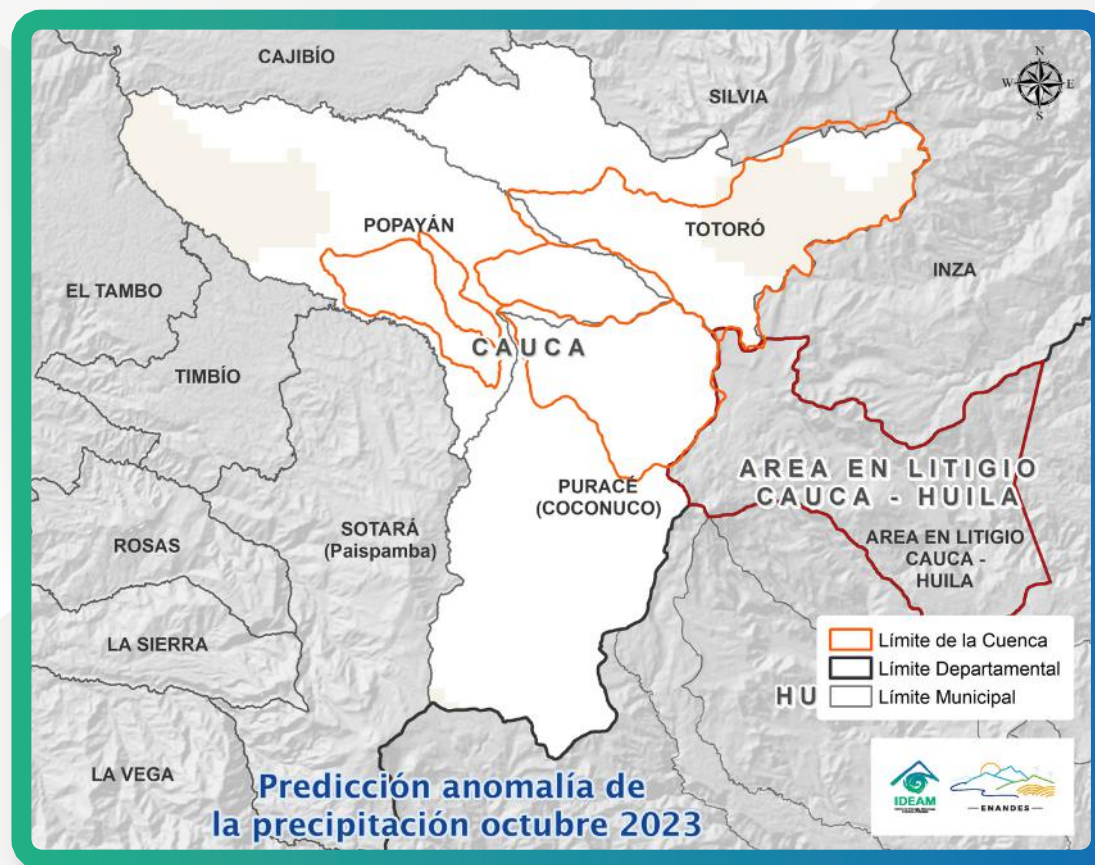 CAJIBÍO
N
W
E
S
SILVIA
POPAYÁN
TOTORÓ
INZA
EL TAMBO
CAUCA
TIMBÍO
AREA EN LITIGIO
CAUCA - HUILA
PURACÉ
(COCONUCO)
SOTARÁ
(Paispamba)
ROSAS
AREA EN LITIGIO
CAUCA -
HUILA
LA SIERRA
Límite de la Cuenca
Límite Departamental
Límite Municipal
HU
LA VEGA
Predicción anomalía de
la precipitación octubre 2023
IDEAM
ENANDES